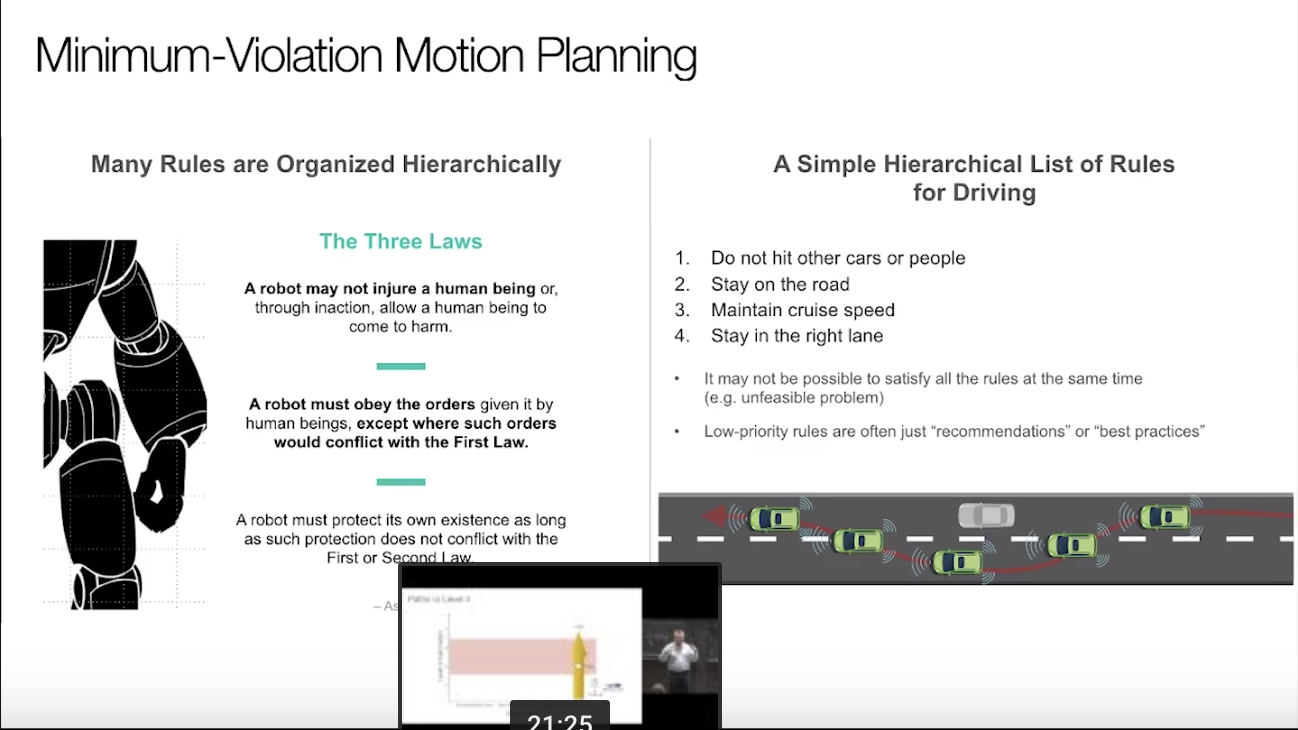 Minimum-Violation Motion Planning
Many Rules are Organized Hierarchically
The Three Laws
A robot may not injure a human being or,
through inaction, allow a human being to
come to harm.
A robot must obey the orders given it by
human beings, except where such orders
would conflict with the First Law.
A robot must protect its own existence as long
as such protection does not conflict with the
First or Second Law.
A Simple Hierarchical List of Rules
for Driving
1. Do not hit other cars or people
2. Stay on the road
3. Maintain cruise speed
4. Stay in the right lane
• It may not be possible to satisfy all the rules at the same time
(e.g. unfeasible problem)
• Low-priority rules are often just “recommendations” or “best practices”
Paths to Level 4
21:25